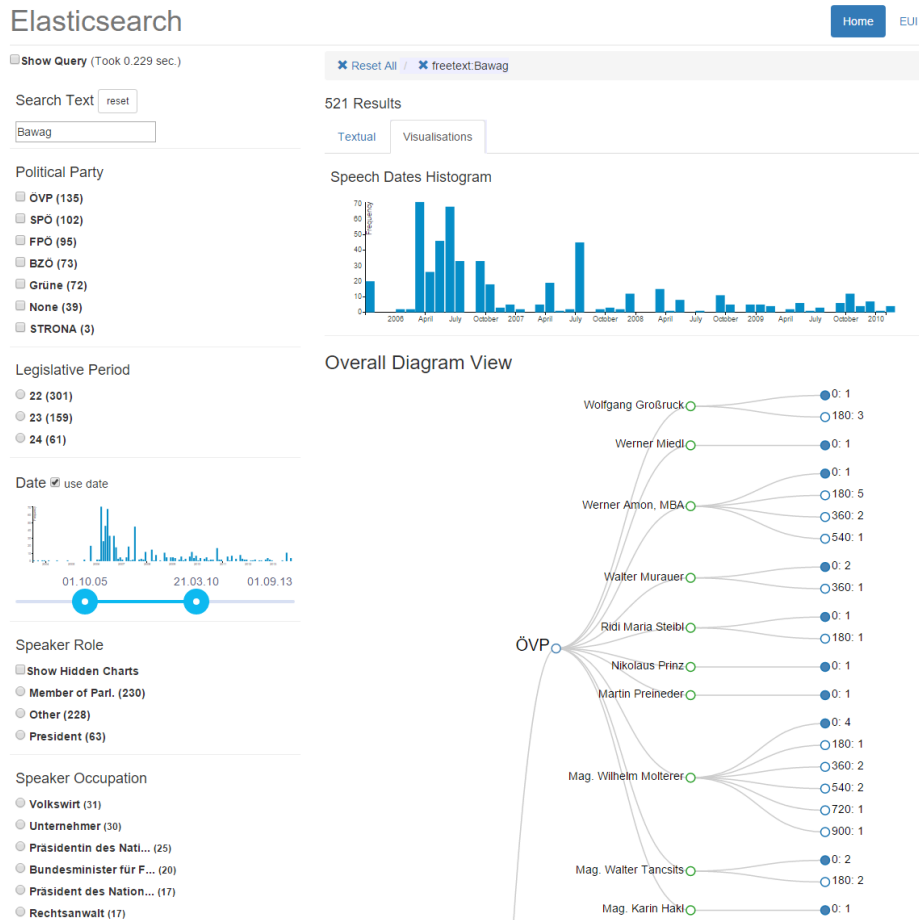 Elasticsearch
Home EUI
Show Query (Took 0.229 sec.)
Search Text reset
Bawag
Political Party
ÖVP (135)
SPÖ (102)
FPÖ (95)
BZÖ (73)
Grüne (72)
None (39)
STRONA (3)
Legislative Period
22 (301)
23 (159)
24 (61)
Date use date
01.10.05 21.03.10 01.09.13
Speaker Role
Show Hidden Charts
Member of Parl. (230)
Other (228)
President (63)
Speaker Occupation
Volkswirt (31)
Unternehmer (30)
Präsidentin des Nati... (25)
Bundesminister für F... (20)
Präsident des Nation... (17)
Rechtsanwalt (17)
Reset All / freetext:Bawag
521 Results
Textual Visualisations
Speech Dates Histogram
Frequency
70
60
50
40
30
20
10
0
2006 April July October 2007 April July October 2008 April July October 2009 April July October 2010
Overall Diagram View
ÖVP
Wolfgang Großruck
0: 1
180: 3
Werner Miedl
0: 1
Werner Amon, MBA
0: 1
180: 5
360: 2
540: 1
Walter Murauer
0: 2
360: 1
Ridi Maria Steibl
0: 1
180: 1
Nikolaus Prinz
0: 1
Martin Preineder
0: 1
Mag. Wilhelm Molterer
0: 4
180: 1
360: 2
540: 2
720: 1
900: 1
Mag. Walter Tancsits
0: 2
180: 2
Mag. Karin Hakl
0: 1